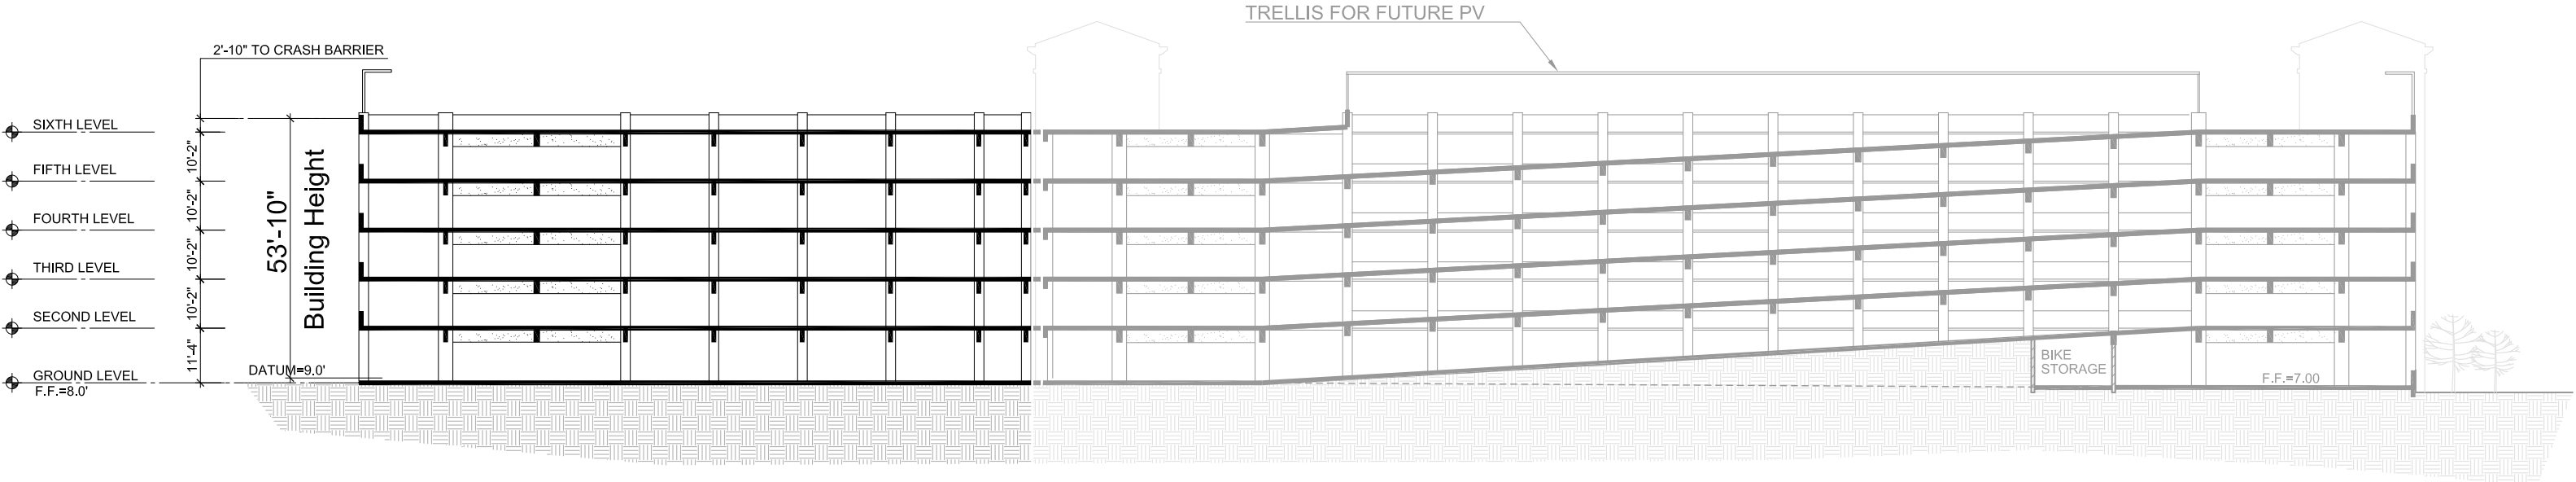 TRELLIS FOR FUTURE PV
2'-10" TO CRASH BARRIER
SIXTH LEVEL
10'-2"
FIFTH LEVEL
10'-2"
FOURTH LEVEL
10'-2"
THIRD LEVEL
10'-2"
SECOND LEVEL
11'-4"
GROUND LEVEL
F.F.=8.0'
53'-10"
Building Height
DATUM=9.0'
BIKE
STORAGE
F.F.=7.00